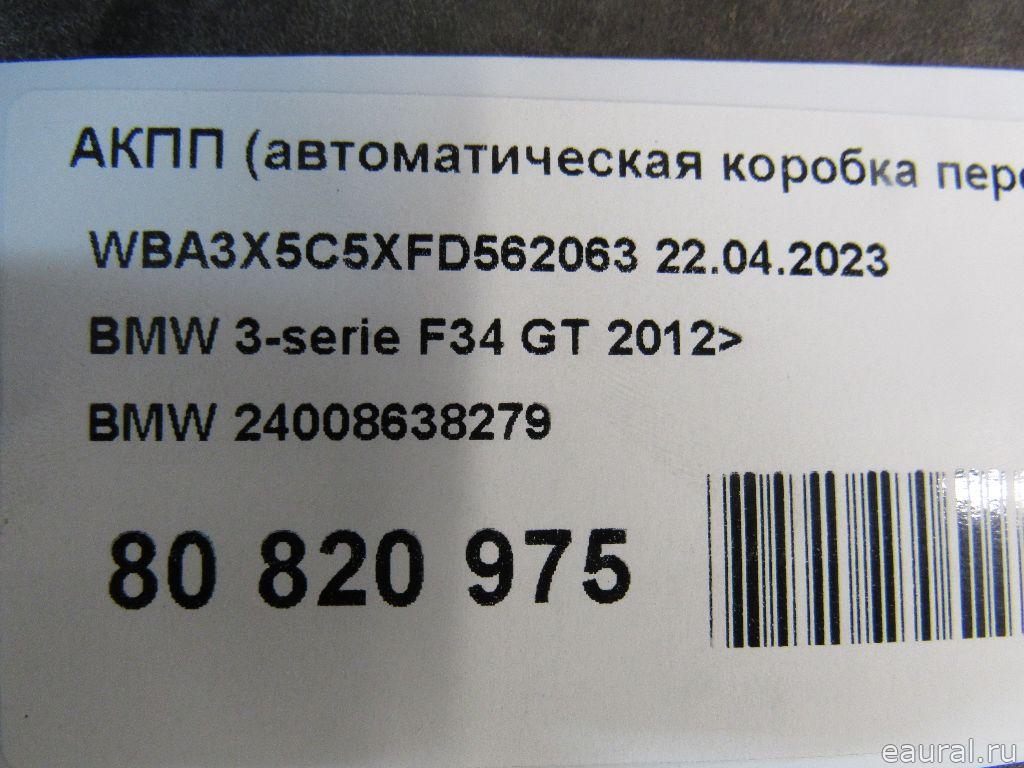 АКПП (автоматическая коробка пере
WBA3X5C5XFD562063 22.04.2023
BMW 3-serie F34 GT 2012>
BMW 24008638279
80 820 975
eaural.ru